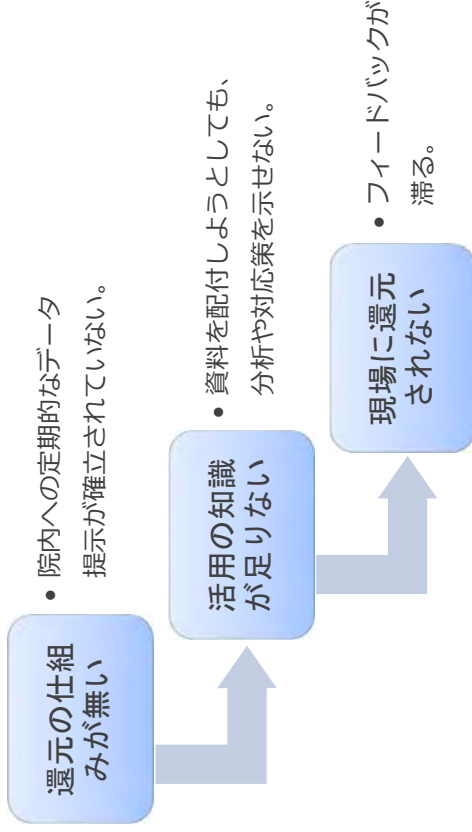 還元の仕組
みが無い
• 院内への定期的なデータ
提示が確立されていない。
活用の知識
が足りない
• 資料を配付しようとしても、
分析や対応策を示せない。
現場に還元
されない
• フィードバックが
滞る。